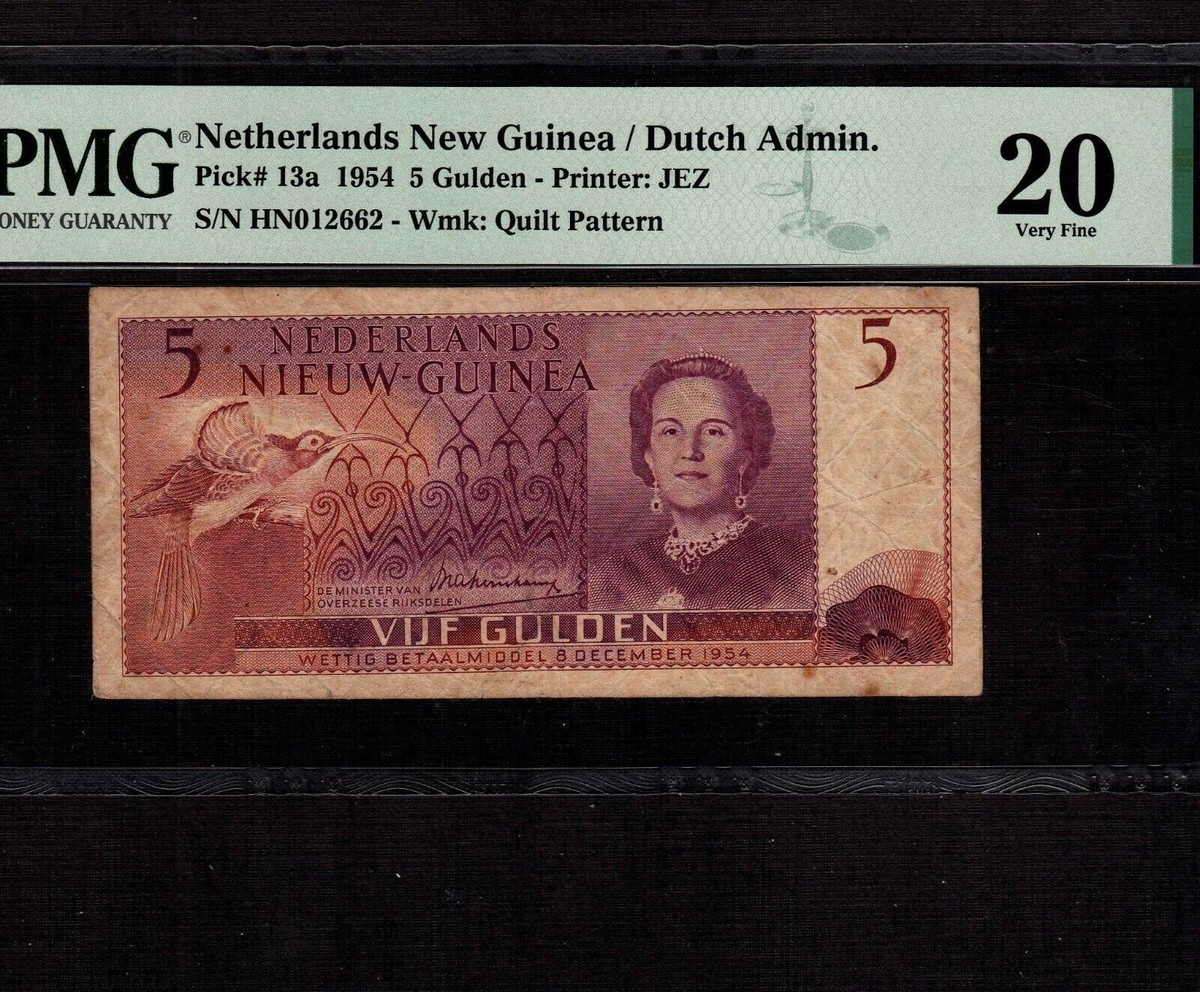 PMG®
ONEY GUARANTY
Netherlands New Guinea / Dutch Admin.
Pick# 13a 1954 5 Gulden - Printer: JEZ
S/N HN012662 - Wmk: Quilt Pattern
20
Very Fine
5
NEDERLANDS
NIEUW-GUINEA
5
DE MINISTER VAN
OVERZEESE RIJKSDELEN
VIJF GULDEN
WETTIG BETAALMIDDEL 8 DECEMBER 1954